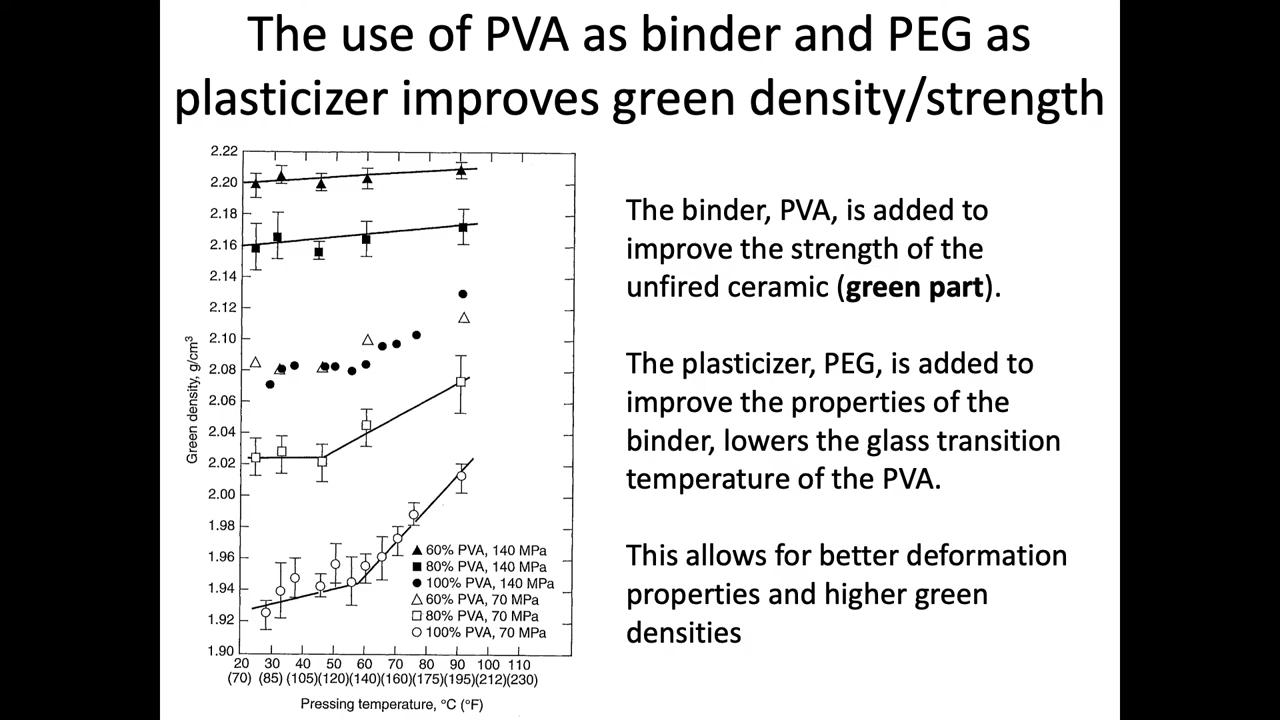 The use of PVA as binder and PEG as
plasticizer improves green density/strength
2.22
2.20
2.18
2.16
2.14
2.12
2.10
2.08
2.06
2.04
2.02
2.00
1.98
1.96
1.94
1.92
1.90
Green density, g/cm³
60% PVA, 140 MPa
80% PVA, 140 MPa
100% PVA, 140 MPa
60% PVA, 70 MPa
80% PVA, 70 MPa
100% PVA, 70 MPa
20 30 40 50 60 70 80 90 100 110
(70) (85) (105)(120)(140)(160)(175)(195)(212)(230)
Pressing temperature, °C (°F)
The binder, PVA, is added to
improve the strength of the
unfired ceramic (green part).
The plasticizer, PEG, is added to
improve the properties of the
binder, lowers the glass transition
temperature of the PVA.
This allows for better deformation
properties and higher green
densities